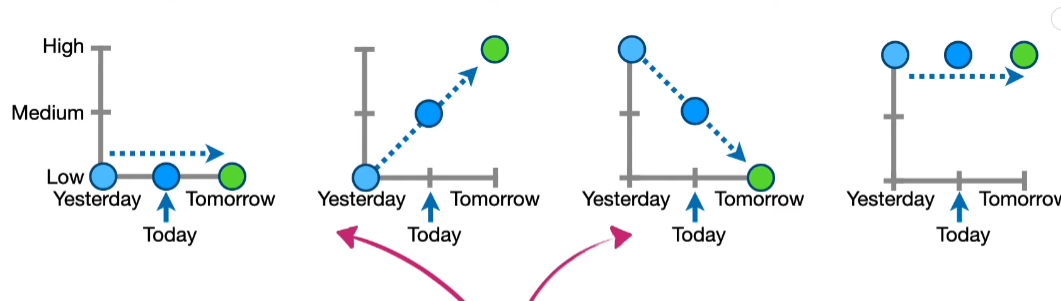 High
Medium
Low
Yesterday Tomorrow
Today
Yesterday Tomorrow
Today
Yesterday Tomorrow
Today
Yesterday Tomorrow
Today